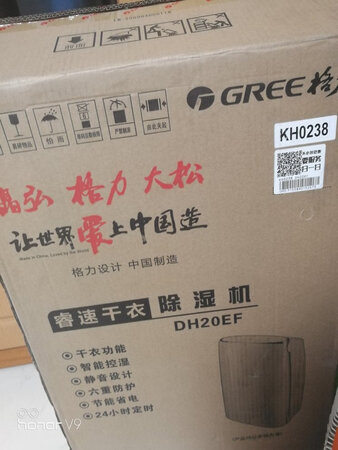 GREE 格力
KH0238
晶弘 格力 大松
让世界爱上中国造
Made in China, Loved by the World
格力设计 中国制造
睿速干衣 除湿机
DH20EF
干衣功能
智能控湿
静音设计
六重防护
节能省电
24小时定时
honor V9